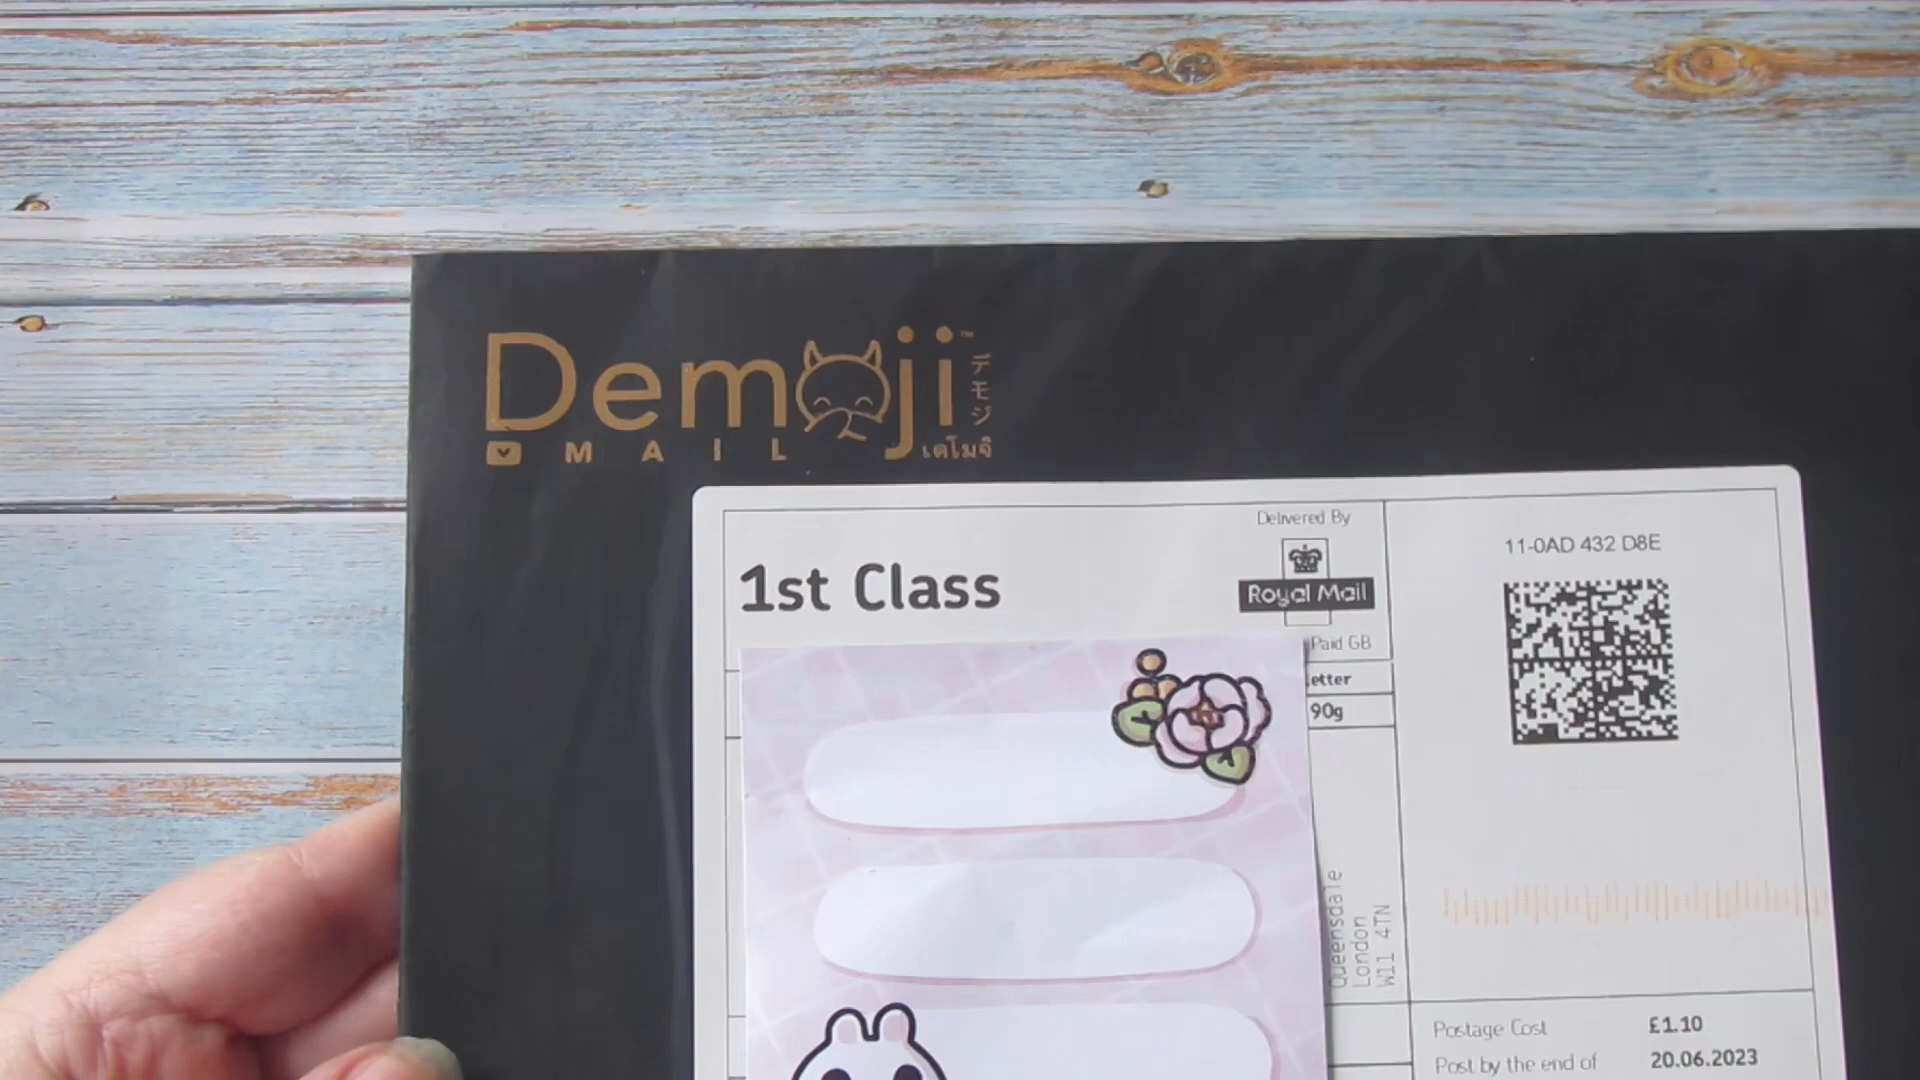 Demoji™
デモジ
MAIL
เดโมจิ
1st Class
Delivered By
Royal Mail
Paid GB
etter
90g
11-0AD 432 D8E
Queensdale
London
W11 4TN
Postage Cost £1.10
Post by the end of 20.06.2023